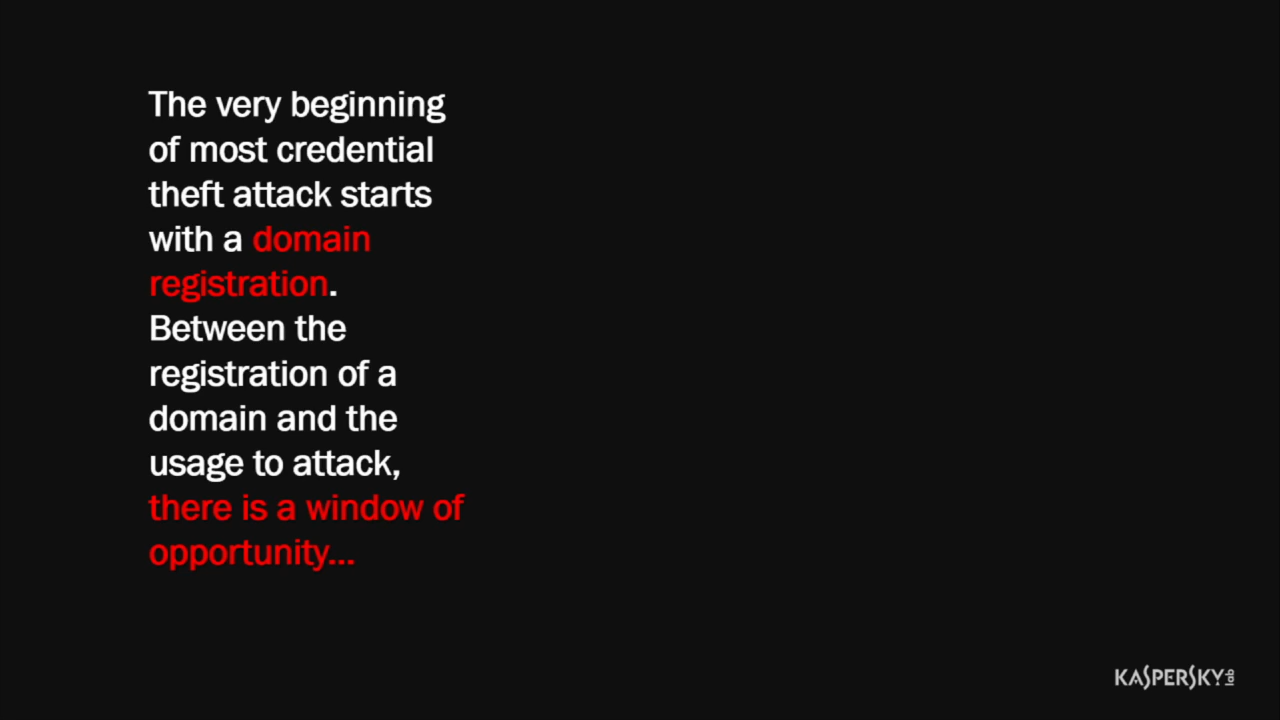 The very beginning
of most credential
theft attack starts
with a domain
registration.
Between the
registration of a
domain and the
usage to attack,
there is a window of
opportunity...
KASPERSKY lab